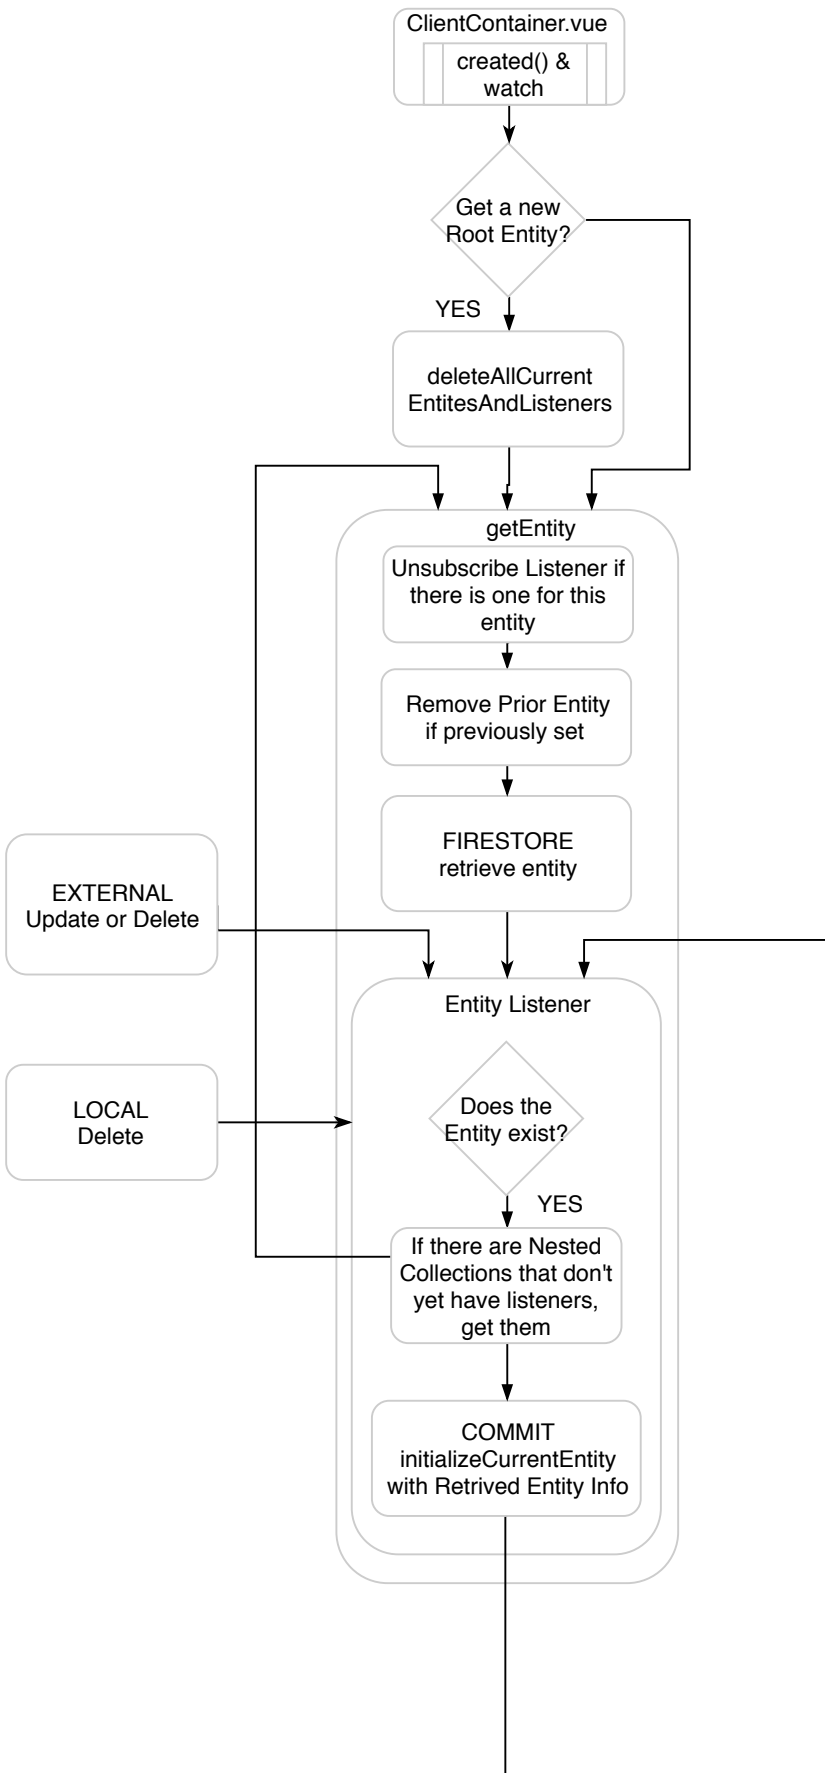 ClientContainer.vue
created() &
watch
Get a new
Root Entity?
YES
deleteAllCurrent
EntitesAndListeners
getEntity
Unsubscribe Listener if
there is one for this
entity
Remove Prior Entity
if previously set
FIRESTORE
retrieve entity
EXTERNAL
Update or Delete
Entity Listener
LOCAL
Delete
Does the
Entity exist?
YES
If there are Nested
Collections that don't
yet have listeners,
get them
COMMIT
initializeCurrentEntity
with Retrived Entity Info